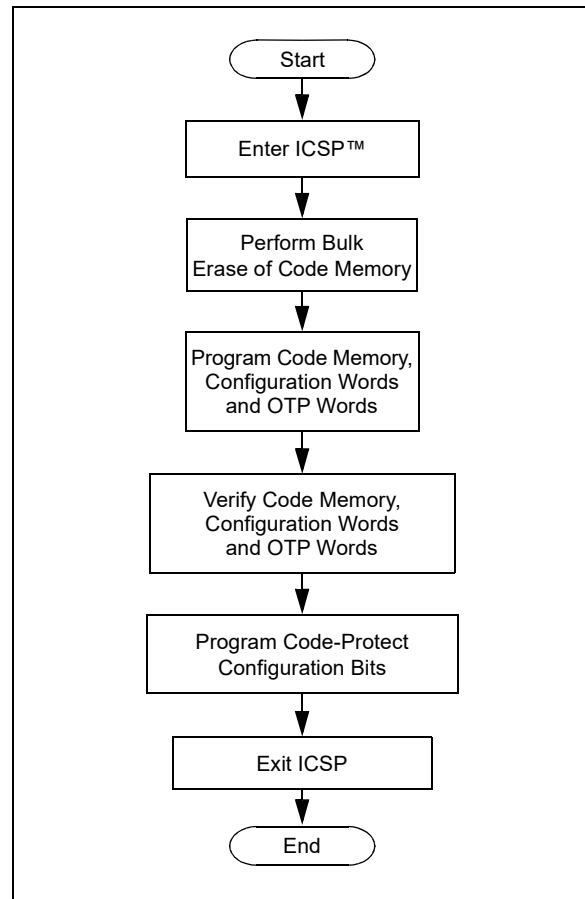 Start
Enter ICSP™
Perform Bulk
Erase of Code Memory
Program Code Memory,
Configuration Words
and OTP Words
Verify Code Memory,
Configuration Words
and OTP Words
Program Code-Protect
Configuration Bits
Exit ICSP
End